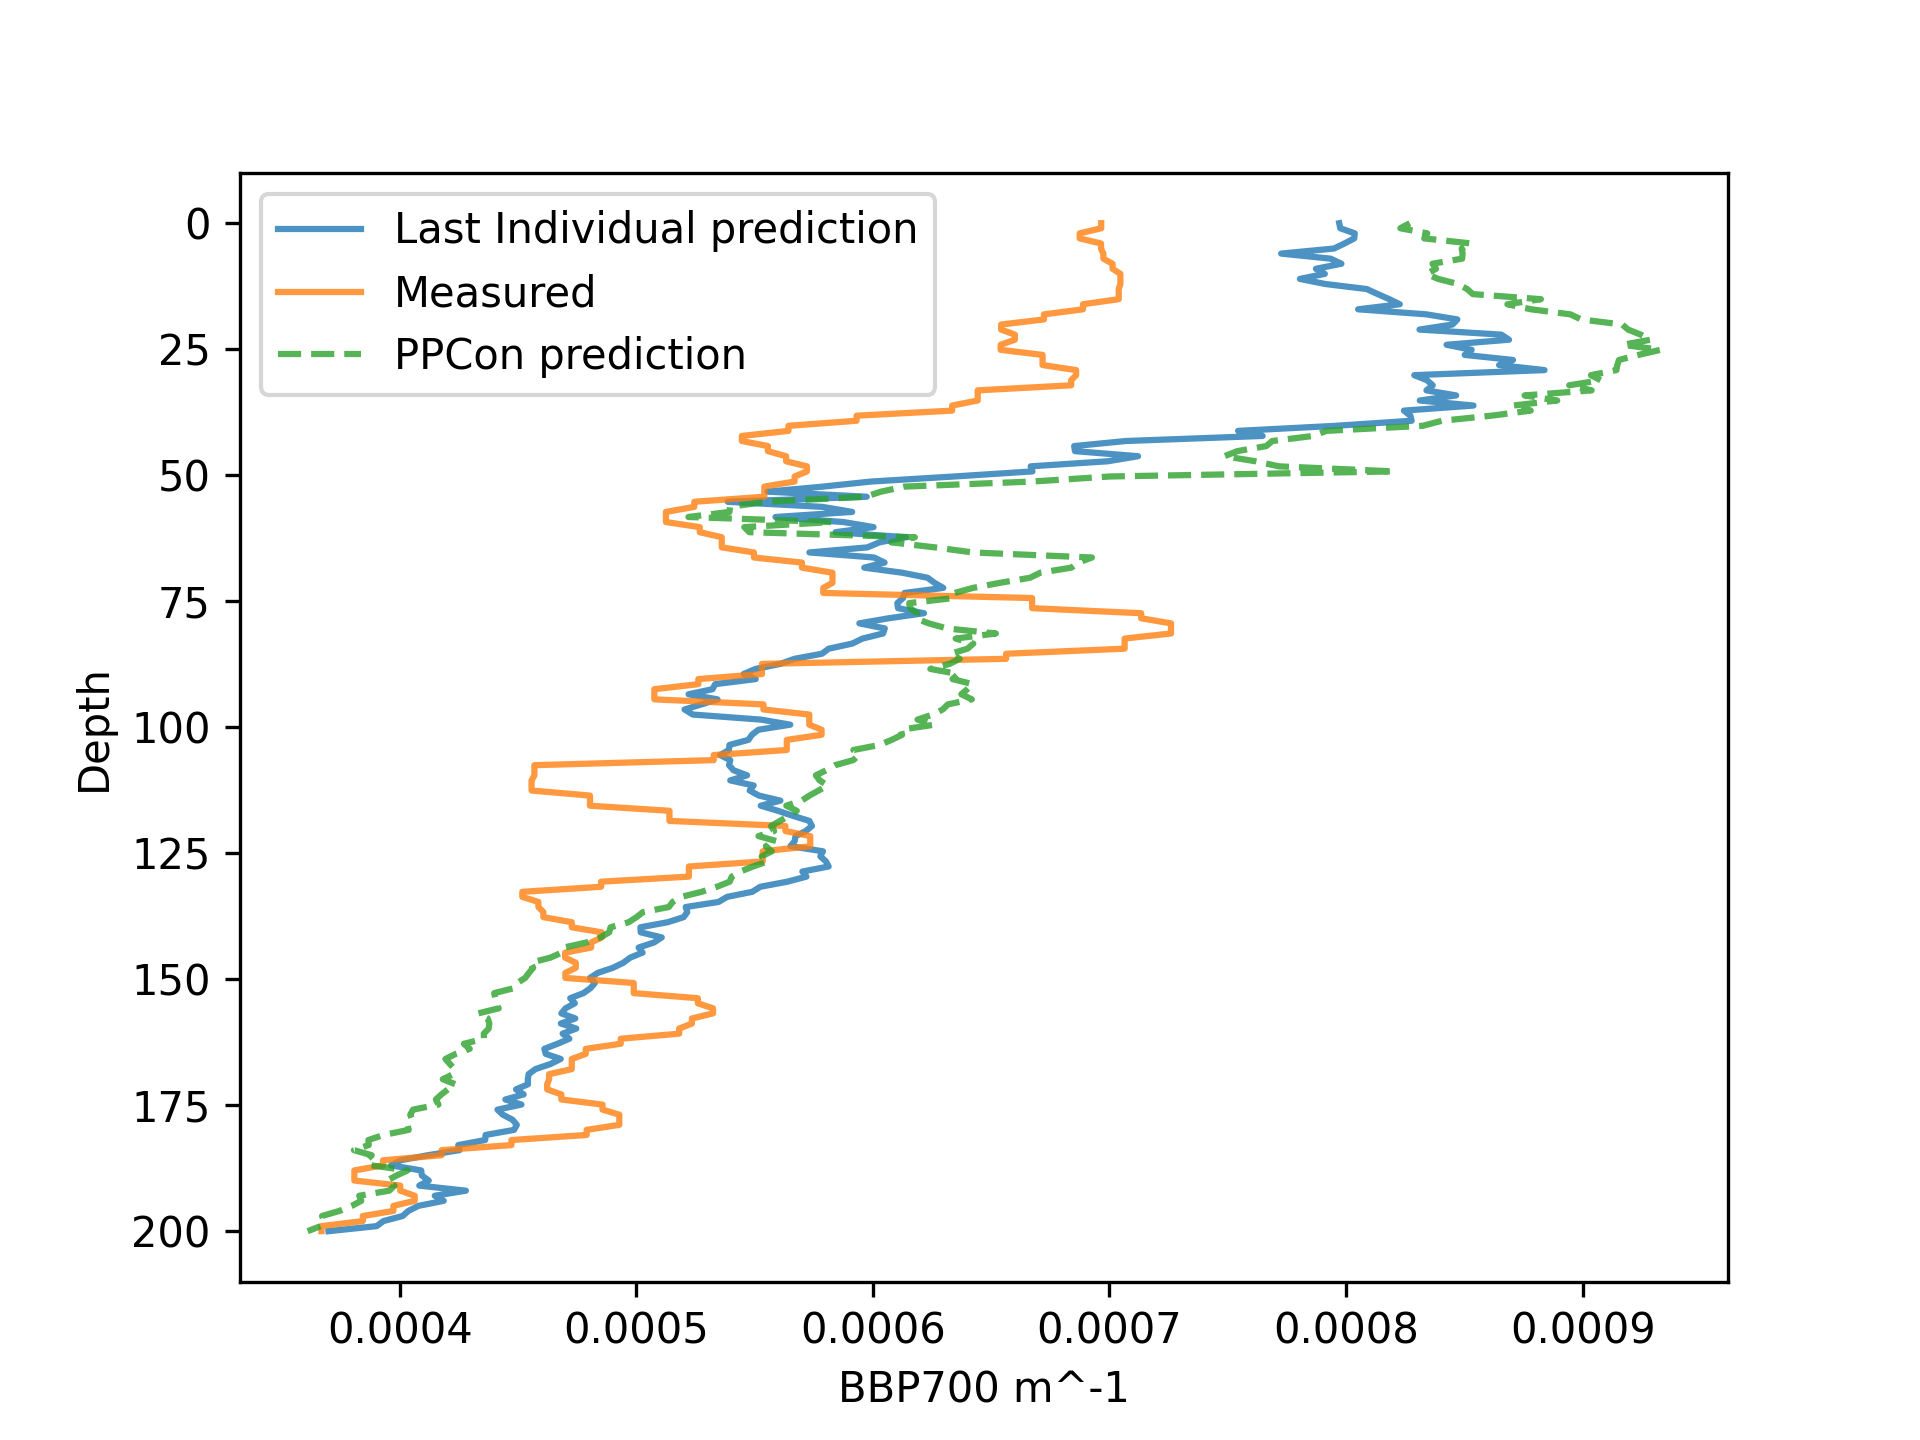 Last Individual prediction
Measured
PPCon prediction
0
25
50
75
100
125
150
175
200
Depth
0.0004 0.0005 0.0006 0.0007 0.0008 0.0009
BBP700 m^-1